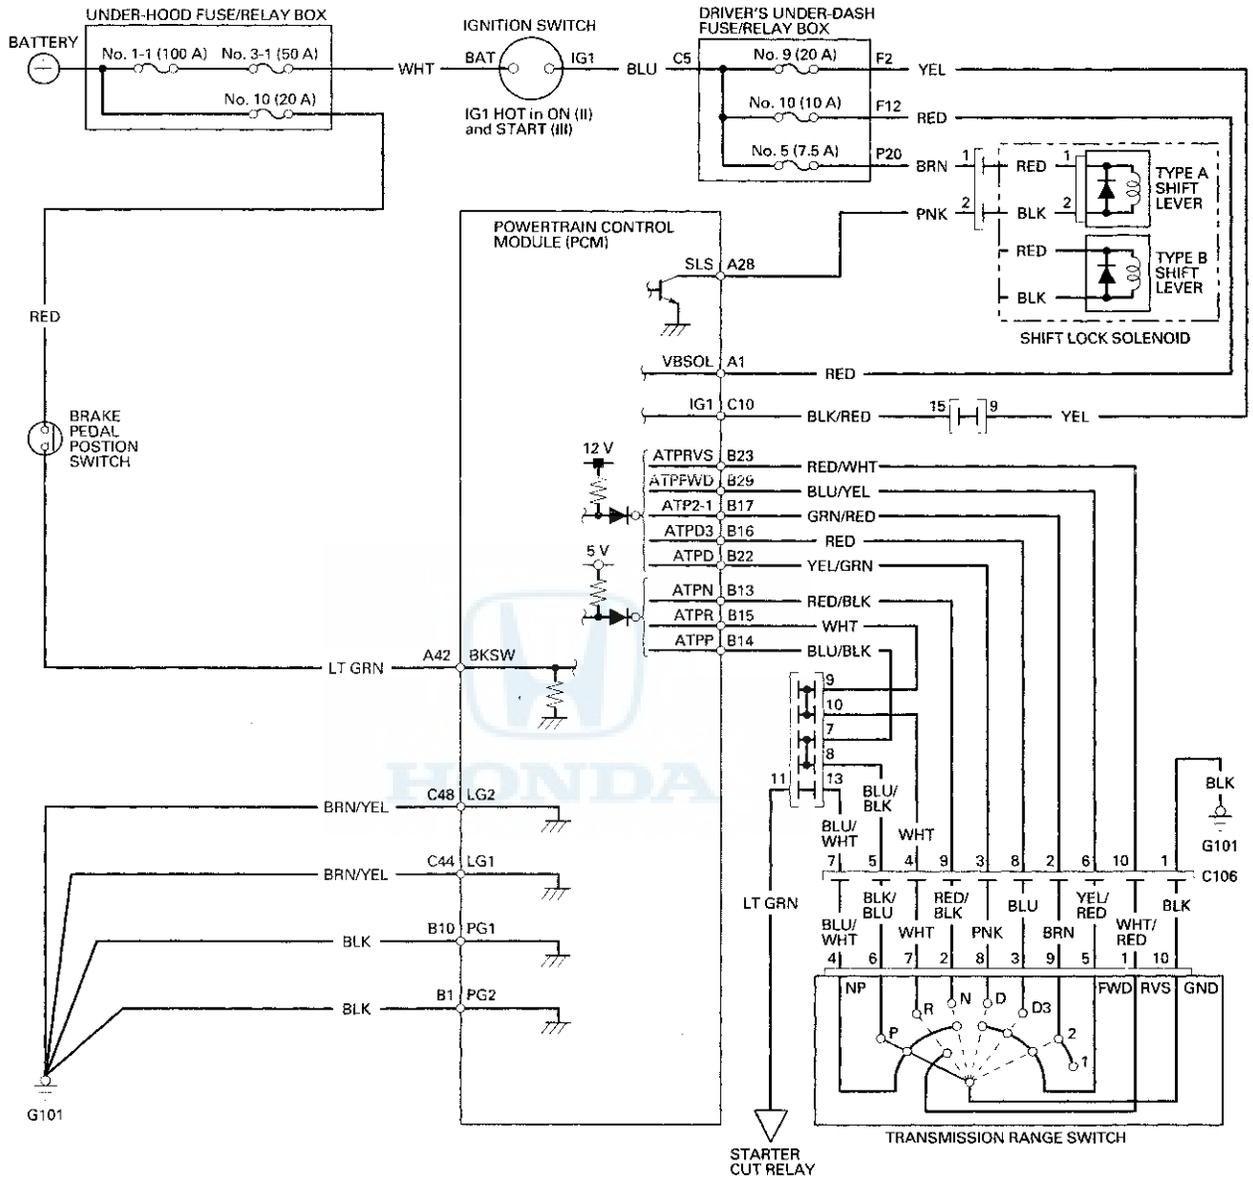 UNDER-HOOD FUSE/RELAY BOX
BATTERY
No. 1-1 (100 A)
No. 3-1 (50 A)
No. 10 (20 A)
WHT
IGNITION SWITCH
BAT
IG1
IG1 HOT in ON (II)
and START (III)
BLU
DRIVER'S UNDER-DASH
FUSE/RELAY BOX
C5
No. 9 (20 A)
F2
YEL
No. 10 (10 A)
F12
RED
No. 5 (7.5 A)
P20
BRN
1
RED
1
TYPE A
SHIFT
LEVER
PNK
2
BLK
2
RED
TYPE B
SHIFT
LEVER
BLK
SHIFT LOCK SOLENOID
POWERTRAIN CONTROL
MODULE (PCM)
SLS
A28
RED
VBSOL
A1
RED
IG1
C10
BLK/RED
15
9
YEL
BRAKE
PEDAL
POSTION
SWITCH
12 V
ATPRVS
B23
RED/WHT
ATPFWD
B29
BLU/YEL
ATP2-1
B17
GRN/RED
ATPD3
B16
RED
5 V
ATPD
B22
YEL/GRN
ATPN
B13
RED/BLK
ATPR
B15
WHT
ATPP
B14
BLU/BLK
LT GRN
A42
BKSW
9
10
7
8
11
13
HONDA
BRN/YEL
C48
LG2
BLU/
BLK
BLU/
WHT
WHT
BLK
G101
BRN/YEL
C44
LG1
7
5
4
9
3
8
2
6
10
1
C106
LT GRN
BLK/
BLU
RED/
BLK
BLU
YEL/
RED
BLK
BLU/
WHT
WHT
PNK
BRN
WHT/
RED
BLK
B10
PG1
4
6
7
2
8
3
9
5
1
10
BLK
B1
PG2
NP
FWD
RVS
GND
P
R
N
D
D3
2
1
G101
TRANSMISSION RANGE SWITCH
STARTER
CUT RELAY